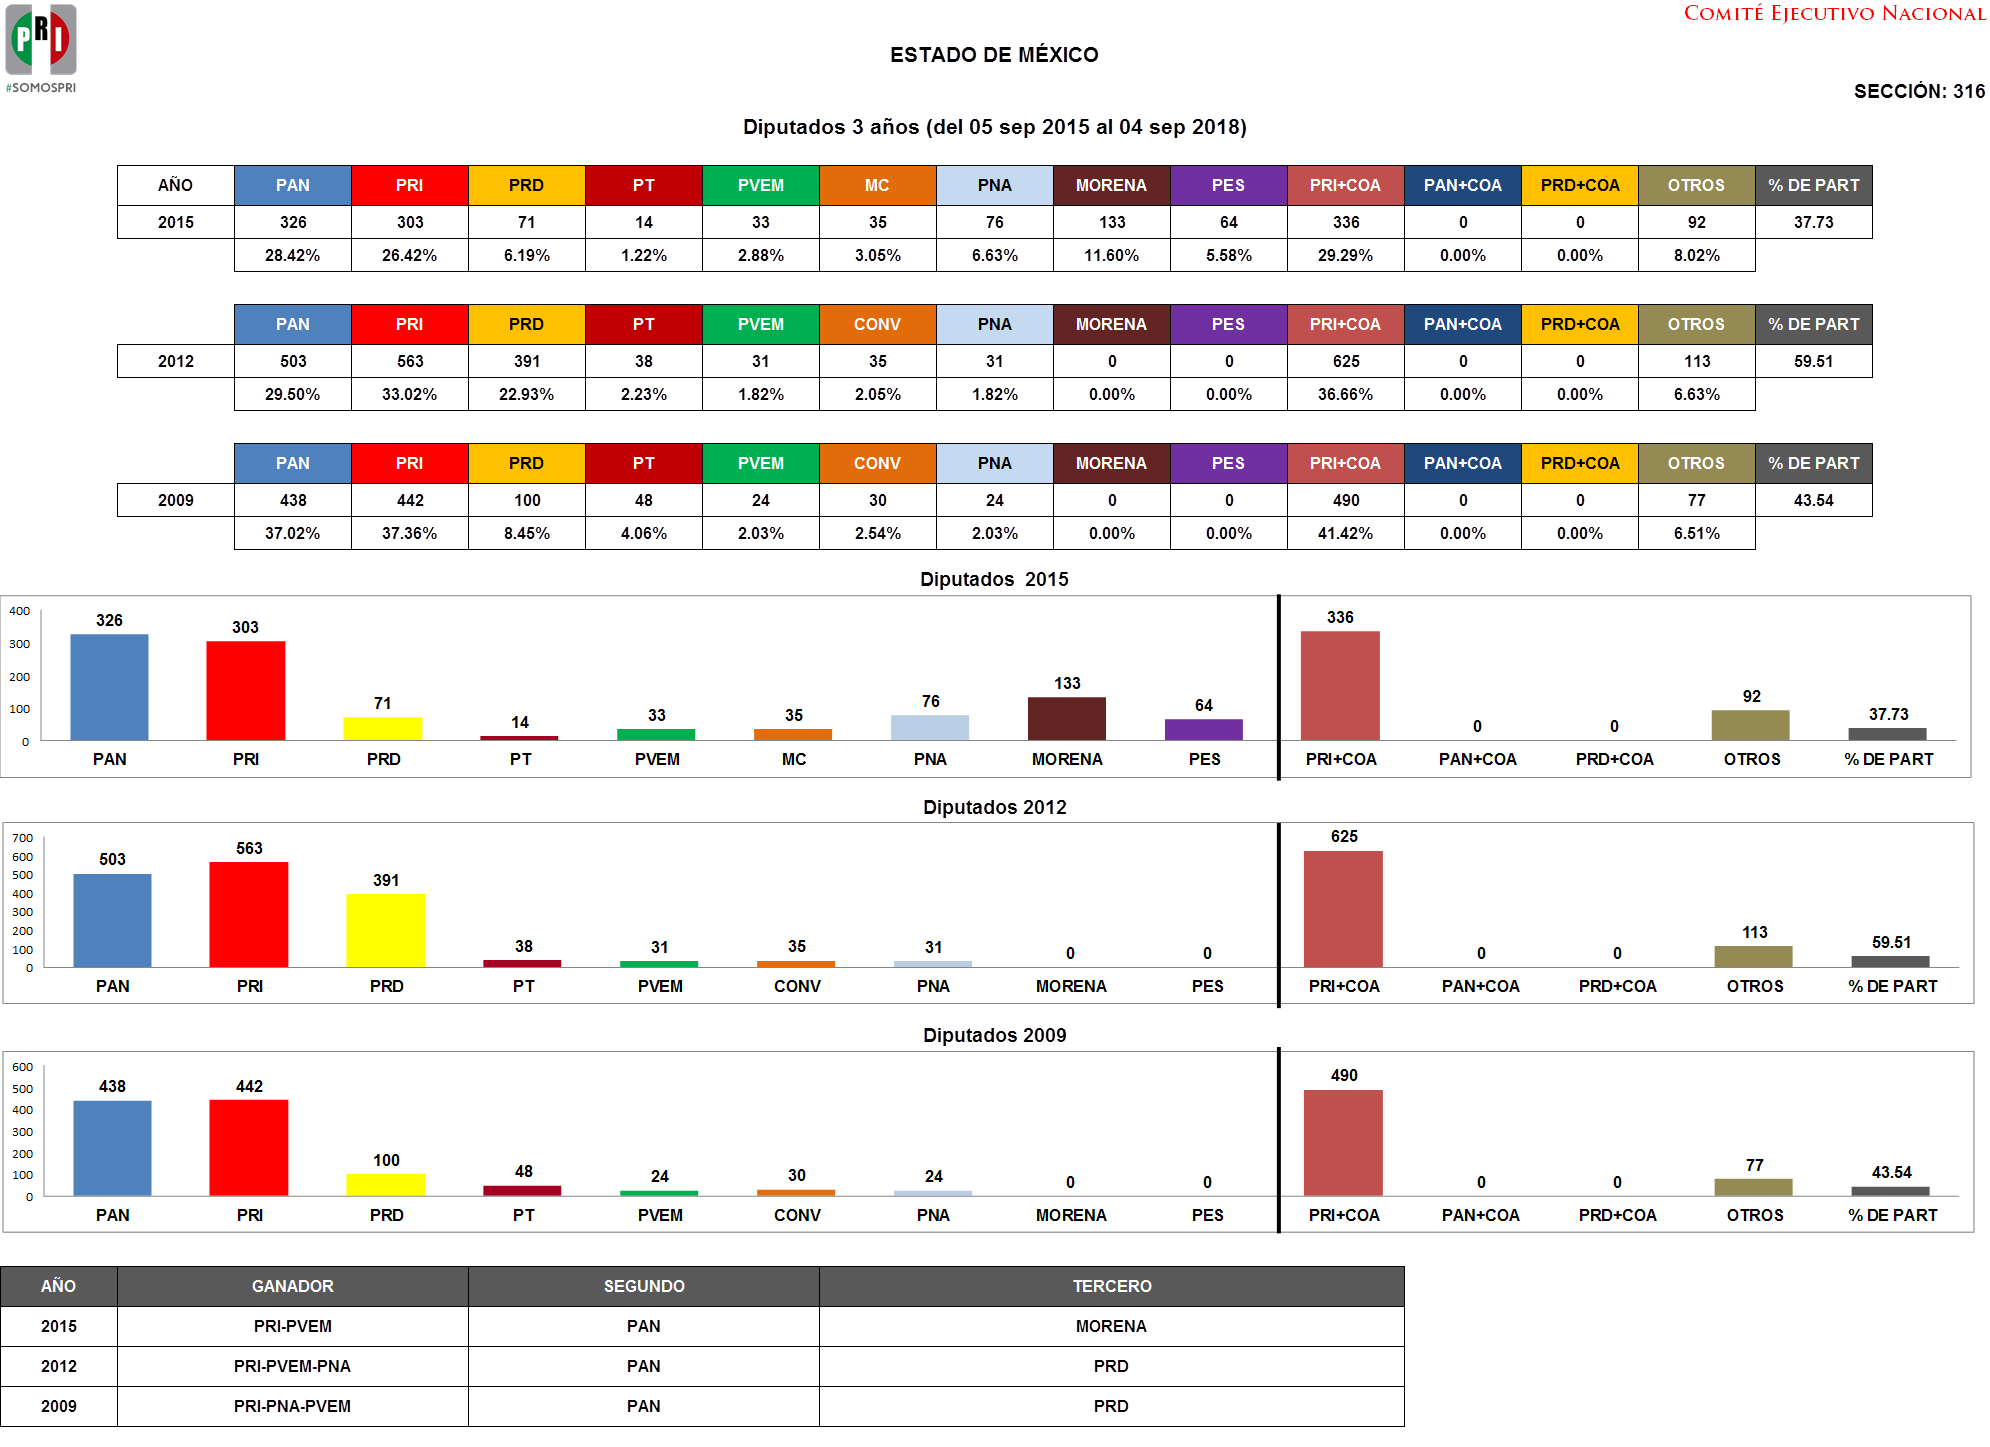 PRI
#SOMOSPRI
COMITÉ EJECUTIVO NACIONAL
ESTADO DE MÉXICO
SECCIÓN: 316
Diputados 3 años (del 05 sep 2015 al 04 sep 2018)
AÑO PAN PRI PRD PT PVEM MC PNA MORENA PES PRI+COA PAN+COA PRD+COA OTROS % DE PART
2015 326 303 71 14 33 35 76 133 64 336 0 0 92 37.73
28.42% 26.42% 6.19% 1.22% 2.88% 3.05% 6.63% 11.60% 5.58% 29.29% 0.00% 0.00% 8.02%
PAN PRI PRD PT PVEM CONV PNA MORENA PES PRI+COA PAN+COA PRD+COA OTROS % DE PART
2012 503 563 391 38 31 35 31 0 0 625 0 0 113 59.51
29.50% 33.02% 22.93% 2.23% 1.82% 2.05% 1.82% 0.00% 0.00% 36.66% 0.00% 0.00% 6.63%
PAN PRI PRD PT PVEM CONV PNA MORENA PES PRI+COA PAN+COA PRD+COA OTROS % DE PART
2009 438 442 100 48 24 30 24 0 0 490 0 0 77 43.54
37.02% 37.36% 8.45% 4.06% 2.03% 2.54% 2.03% 0.00% 0.00% 41.42% 0.00% 0.00% 6.51%
Diputados 2015
400
300
200
100
0
326 303 71 14 33 35 76 133 64 336 0 0 92 37.73
PAN PRI PRD PT PVEM MC PNA MORENA PES PRI+COA PAN+COA PRD+COA OTROS % DE PART
Diputados 2012
700
600
500
400
300
200
100
0
503 563 391 38 31 35 31 0 0 625 0 0 113 59.51
PAN PRI PRD PT PVEM CONV PNA MORENA PES PRI+COA PAN+COA PRD+COA OTROS % DE PART
Diputados 2009
600
500
400
300
200
100
0
438 442 100 48 24 30 24 0 0 490 0 0 77 43.54
PAN PRI PRD PT PVEM CONV PNA MORENA PES PRI+COA PAN+COA PRD+COA OTROS % DE PART
AÑO GANADOR SEGUNDO TERCERO
2015 PRI-PVEM PAN MORENA
2012 PRI-PVEM-PNA PAN PRD
2009 PRI-PNA-PVEM PAN PRD